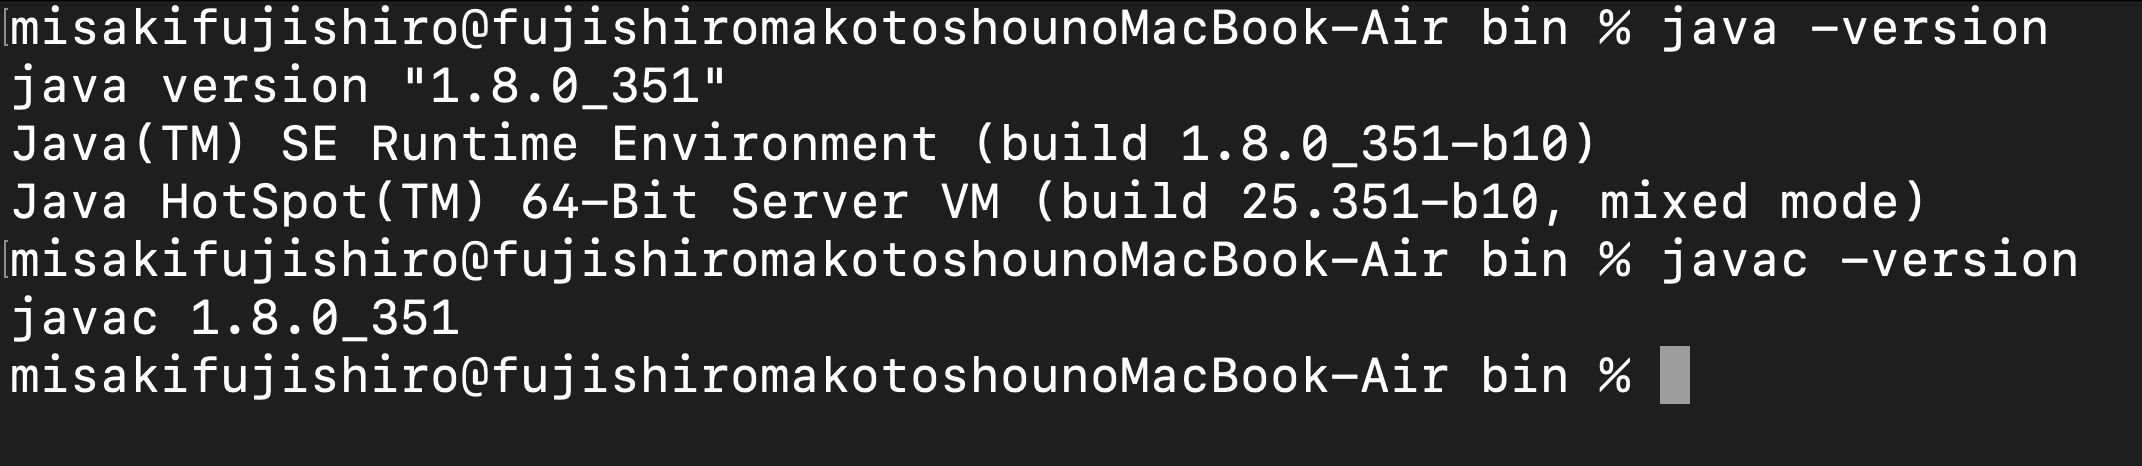 [misakifujishiro@fujishiromakotoshounoMacBook-Air bin % java -version
java version "1.8.0_351"
Java(TM) SE Runtime Environment (build 1.8.0_351-b10)
Java HotSpot(TM) 64-Bit Server VM (build 25.351-b10, mixed mode)
[misakifujishiro@fujishiromakotoshounoMacBook-Air bin % javac -version
javac 1.8.0_351
misakifujishiro@fujishiromakotoshounoMacBook-Air bin %